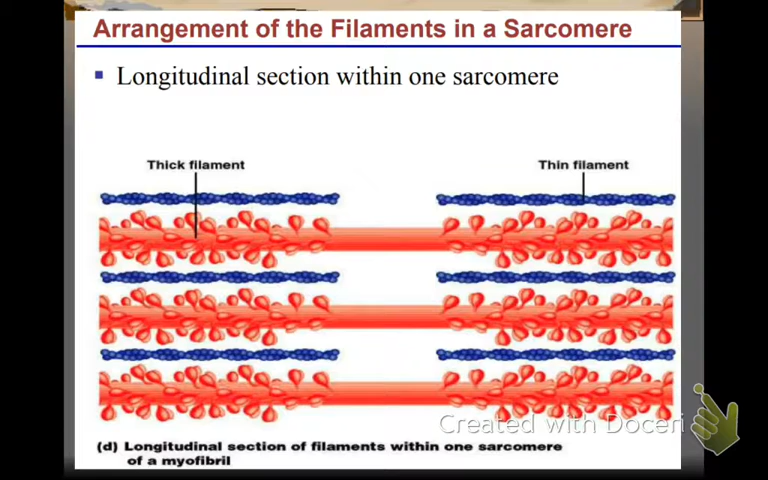 Arrangement of the Filaments in a Sarcomere
▪ Longitudinal section within one sarcomere
Thick filament
Thin filament
Created with Doceri
(d) Longitudinal section of filaments within one sarcomere
of a myofibril